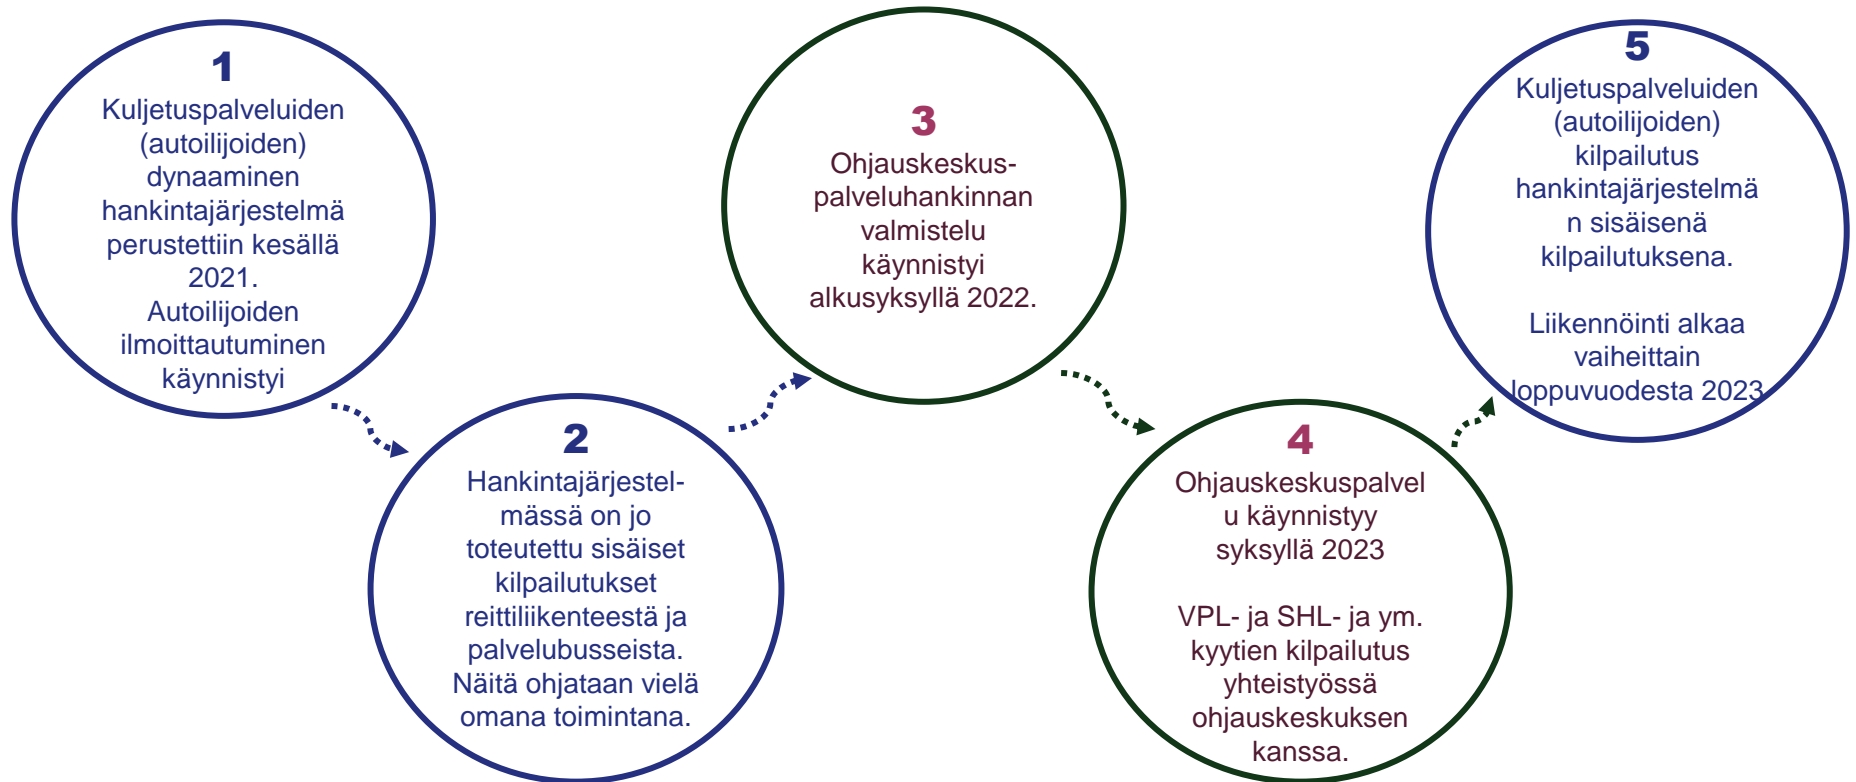 1
Kuljetuspalveluiden
(autoilijoiden)
dynaaminen
hankintajärjestelmä
perustettiin kesällä
2021.
Autoilijoiden
ilmoittautuminen
käynnistyi
2
Hankintajärjestel-
mässä on jo
toteutettu sisäiset
kilpailutukset
reittiliikenteestä ja
palvelubusseista.
Näitä ohjataan vielä
omana toimintana.
3
Ohjauskeskus-
palveluhankinnan
valmistelu
käynnistyi
alkusyksyllä 2022.
4
Ohjauskeskuspalvel
u käynnistyy
syksyllä 2023
VPL- ja SHL- ja ym.
kyytien kilpailutus
yhteistyössä
ohjauskeskuksen
kanssa.
5
Kuljetuspalveluiden
(autoilijoiden)
kilpailutus
hankintajärjestelmä
n sisäisenä
kilpailutuksena.
Liikennöinti alkaa
vaiheittain
loppuvuodesta 2023